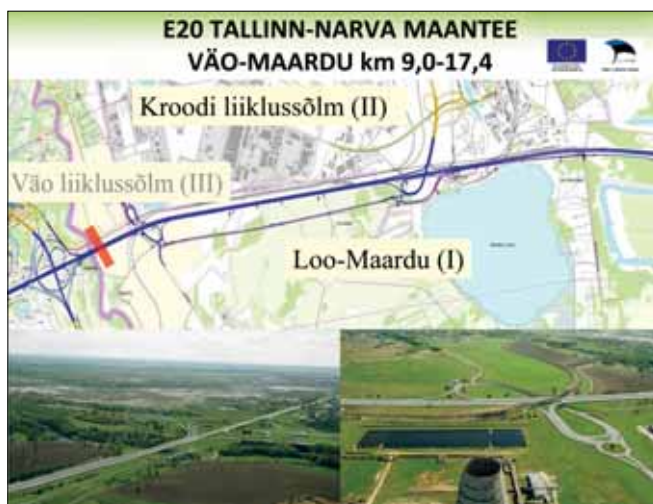 E20 TALLINN-NARVA MAANTEE
VÄO-MAARDU km 9,0-17,4
Kroodi liiklussõlm (II)
Väo liiklussõlm (III)
Loo-Maardu (I)